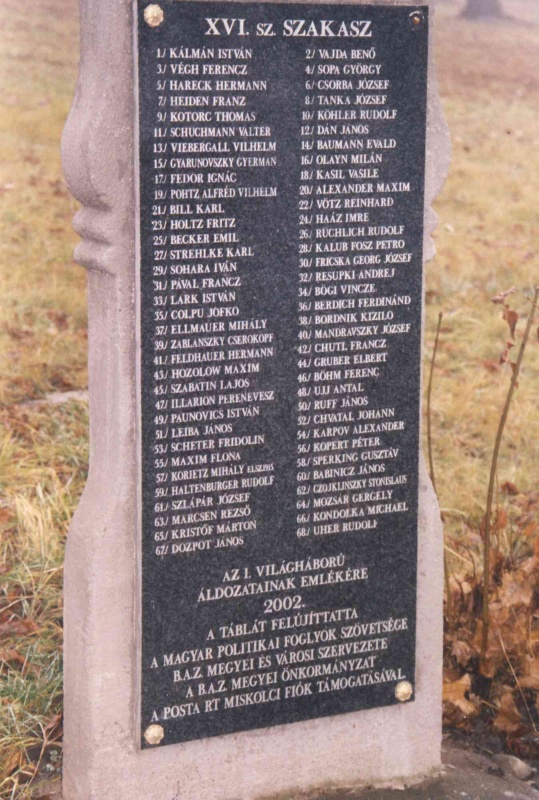 XVI. SZ. SZAKASZ
1./ KÁLMÁN ISTVÁN 2./ VAJDA BENŐ
3./ VÉGH FERENCZ 4./ SOPA GYÖRGY
5./ HARECK HERMANN 6./ CSORBA JÓZSEF
7./ HEIDEN FRANZ 8./ TANKA JÓZSEF
9./ KOTORC THOMAS 10./ KÖHLER RUDOLF
11./ SCHUCHMANN VALTER 12./ DÁN JÁNOS
13./ VIEBERGALL VILHELM 14./ BAUMANN EVALD
15./ GYARUNOVSZKY GYERMAN 16./ OLAYN MILÁN
17./ FEDOR IGNÁC 18./ KASIL VASILE
19./ POHTZ ALFRÉD VILHELM 20./ ALEXANDER MAXIM
21./ BILL KARL 22./ VÖTZ REINHARD
23./ HOLTZ FRITZ 24./ HAÁZ IMRE
25./ BECKER EMIL 26./ RÜCHLICH RUDOLF
27./ STREHLKE KARL 28./ KALUB FOSZ PETRO
29./ SOHARA IVÁN 30./ FRICSKA GEORG JÓZSEF
31./ PÁVAL FRANCZ 32./ RESUPKI ANDREJ
33./ LARK ISTVÁN 34./ BÖGI VINCZE
35./ COLPU JOFKO 36./ BERDICH FERDINÁND
37./ ELLMAUER MIHÁLY 38./ BORDNIK KIZILO
39./ ZABLANSZKY CSEROKOPF 40./ MANDRAVSZKY JÓZSEF
41./ FELDHAUER HERMANN 42./ CHUTL FRANCZ
43./ HOZOLOW MAXIM 44./ GRUBER ELBERT
45./ SZABATIN LAJOS 46./ BÖHM FERENC
47./ ILLARION PERENEVESZ 48./ UJJ ANTAL
49./ PAUNOVICS ISTVÁN 50./ RUFF JÁNOS
51./ LEIBA JÁNOS 52./ CHVATAL JOHANN
53./ SCHETER FRIDOLIN 54./ KARPOV ALEXANDER
55./ MAXIM FLONA 56./ KOPERT PÉTER
57./ KORJETZ MIHÁLY ELSZ.1915 58./ SPERKING GUSZTÁV
59./ HALTENBURGER RUDOLF 60./ BABINICZ JÁNOS
61./ SZLÁPÁR JÓZSEF 62./ CZOJKLINSZKY STONISLAUS
63./ MARCSEN REZSŐ 64./ MOZSÁR GERGELY
65./ KRISTÓF MÁRTON 66./ KONDOLKA MICHAEL
67./ DOZPOT JÁNOS 68./ UHER RUDOLF
AZ I. VILÁGHÁBORÚ
ÁLDOZATAINAK EMLÉKÉRE
2002.
A TÁBLÁT FELÚJÍTTATTA
A MAGYAR POLITIKAI FOGLYOK SZÖVETSÉGE
B.A.Z. MEGYEI ÉS VÁROSI SZERVEZETE
A B.A.Z. MEGYEI ÖNKORMÁNYZAT
A POSTA RT MISKOLCI FIÓK TÁMOGATÁSÁVAL